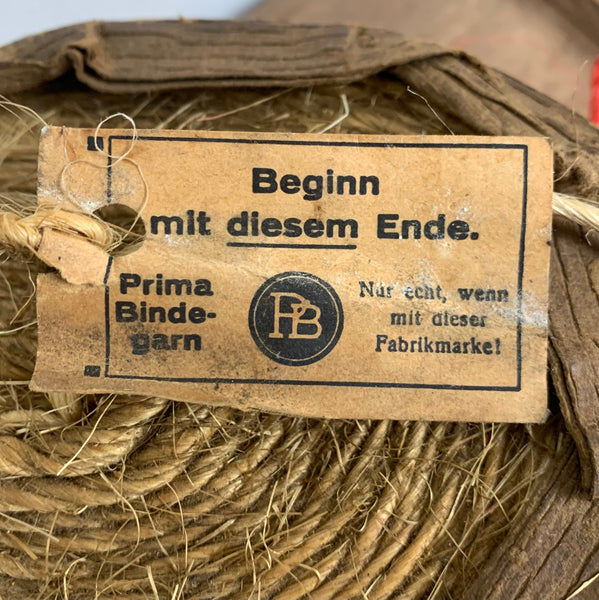 Beginn
mit diesem Ende.
Prima
Binde-
garn
PB
Nur echt, wenn
mit dieser
Fabrikmarke!